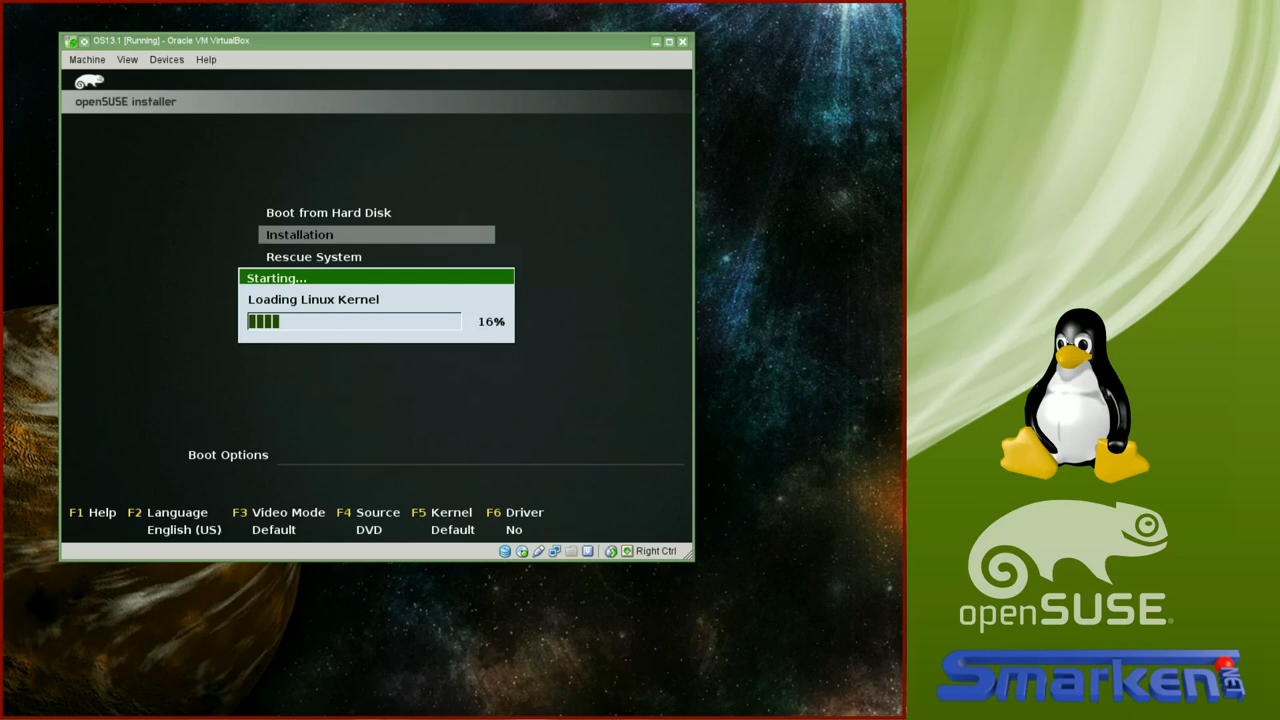 OS13.1 [Running] - Oracle VM VirtualBox
Machine View Devices Help
openSUSE installer
Boot from Hard Disk
Installation
Rescue System
Starting...
Loading Linux Kernel
16%
Boot Options
F1 Help F2 Language F3 Video Mode F4 Source F5 Kernel F6 Driver
English (US) Default DVD Default No
Right Ctrl
openSUSE
Smarken.NET